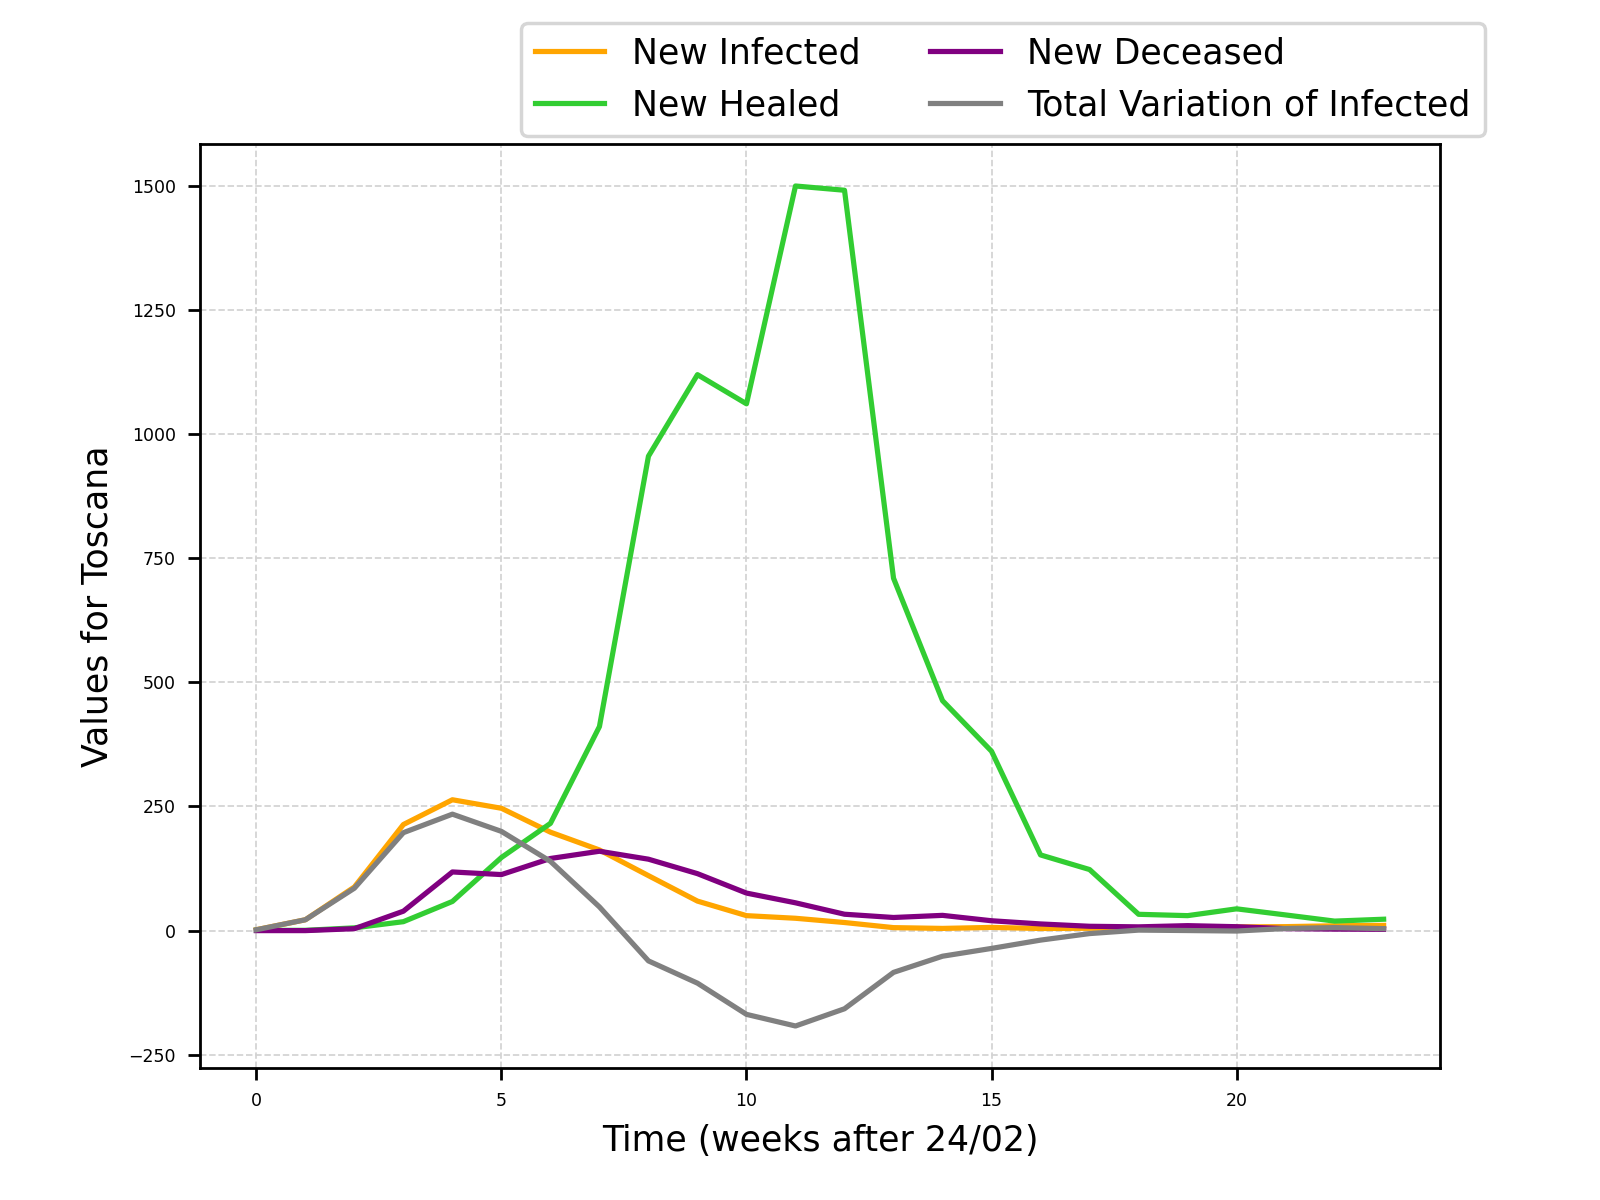 New Infected
New Healed
New Deceased
Total Variation of Infected
1500
1250
1000
750
500
250
0
−250
Values for Toscana
0 5 10 15 20
Time (weeks after 24/02)